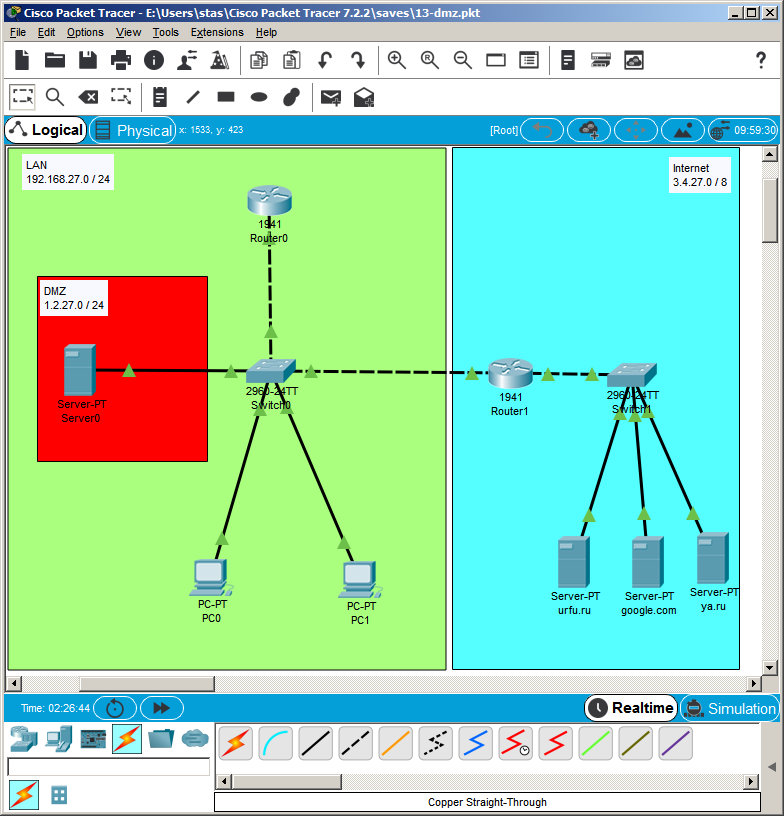 Cisco Packet Tracer - E:\Users\stas\Cisco Packet Tracer 7.2.2\saves\13-dmz.pkt
File Edit Options View Tools Extensions Help
Logical
Physical
x: 1533, y: 423
[Root]
09:59:30
LAN
192.168.27.0 / 24
Internet
3.4.27.0 / 8
1941
Router0
DMZ
1.2.27.0 / 24
Server-PT
Server0
2960-24TT
Switch0
1941
Router1
2960-24TT
Switch1
PC-PT
PC0
PC-PT
PC1
Server-PT
urfu.ru
Server-PT
google.com
Server-PT
ya.ru
Time: 02:26:44
Realtime
Simulation
Copper Straight-Through